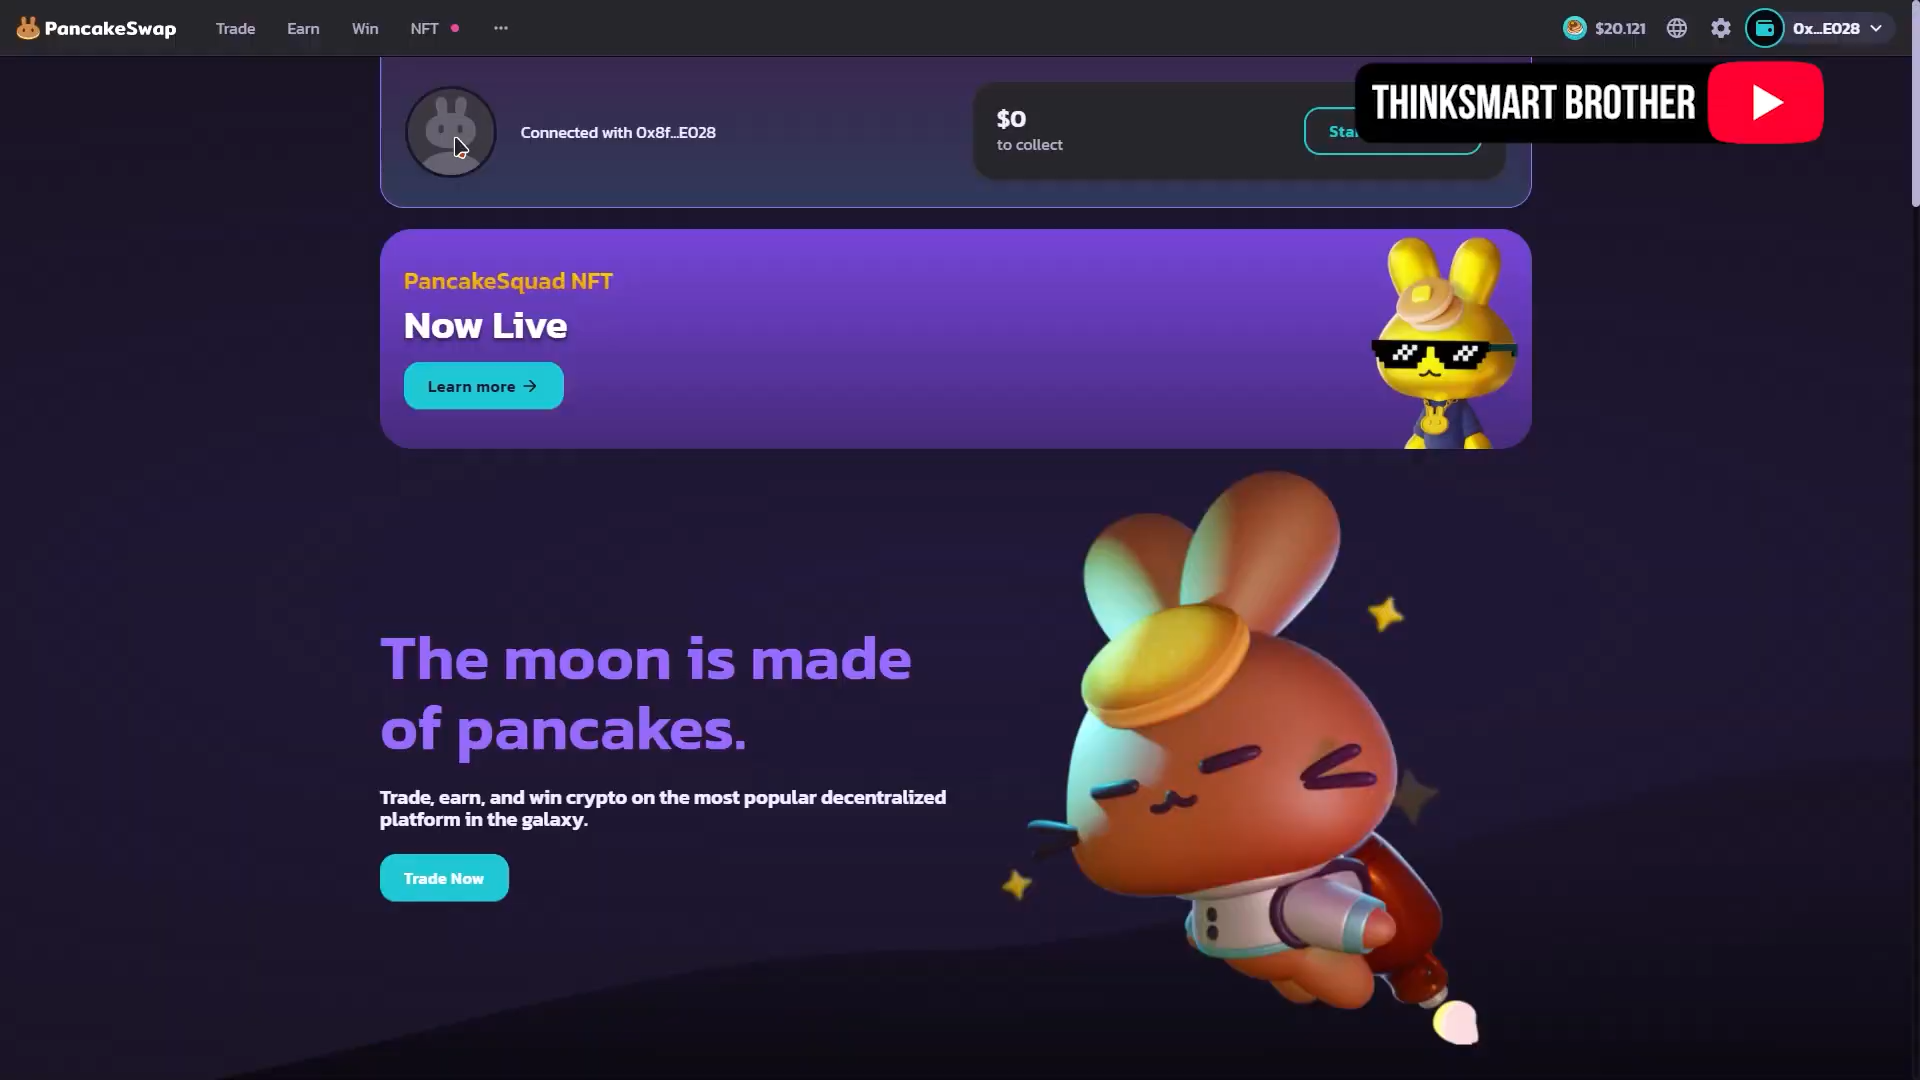 PancakeSwap
Trade
Earn
Win
NFT
$20.121
0x...E028
THINKSMART BROTHER
Connected with 0x8f...E028
$0
to collect
PancakeSquad NFT
Now Live
Learn more
The moon is made
of pancakes.
Trade, earn, and win crypto on the most popular decentralized
platform in the galaxy.
Trade Now